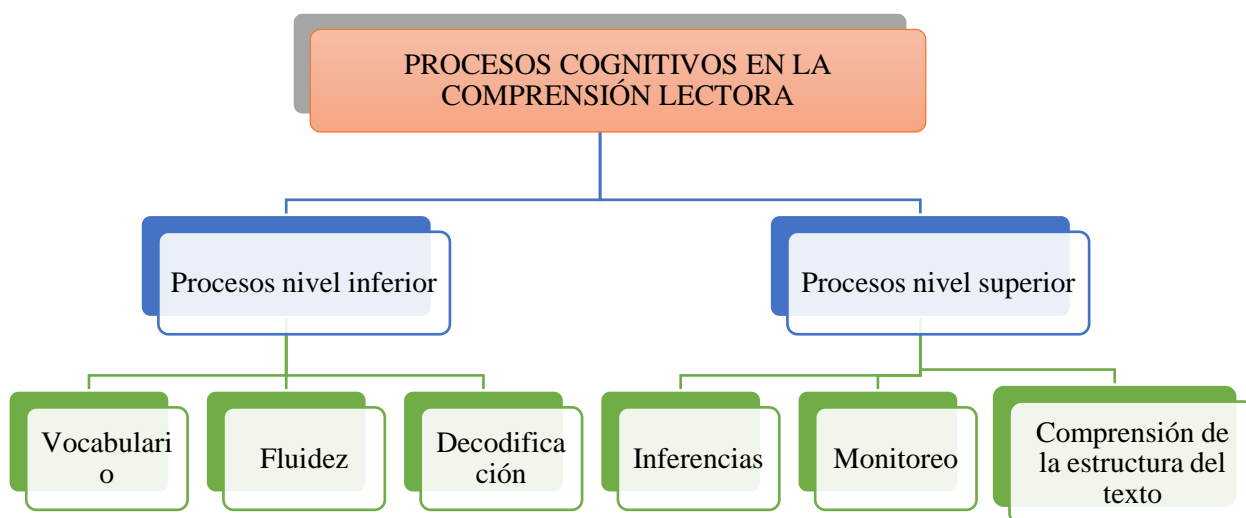 PROCESOS COGNITIVOS EN LA
COMPRENSIÓN LECTORA
Procesos nivel inferior
Procesos nivel superior
Vocabulari
o
Fluidez
Decodifica
ción
Inferencias
Monitoreo
Comprensión de
la estructura del
texto